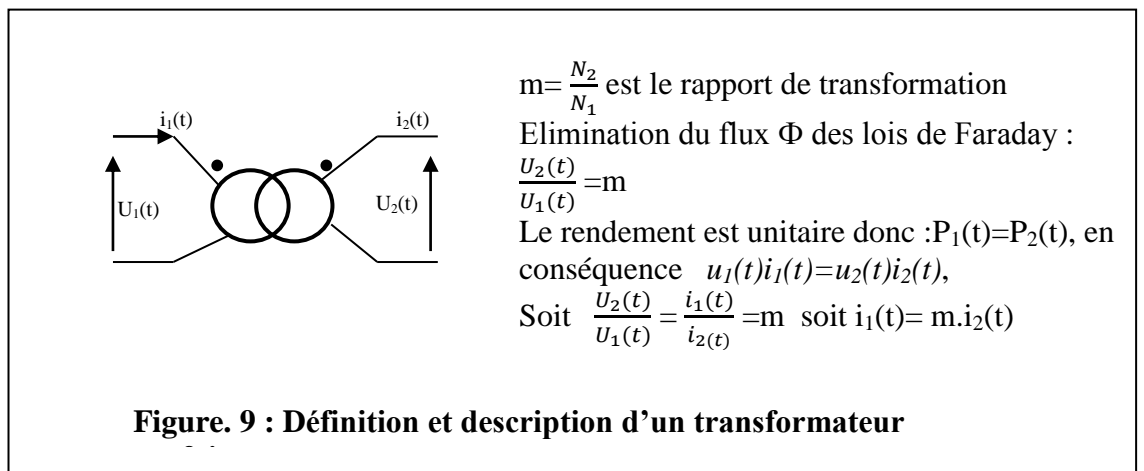 i₁(t)
i₂(t)
U₁(t)
U₂(t)
m= N₂/N₁ est le rapport de transformation
Elimination du flux Φ des lois de Faraday :
U₂(t)/U₁(t) =m
Le rendement est unitaire donc :P₁(t)=P₂(t), en
conséquence u₁(t)i₁(t)=u₂(t)i₂(t),
Soit U₂(t)/U₁(t) = i₁(t)/i₂(t) =m soit i₁(t)= m.i₂(t)
Figure. 9 : Définition et description d’un transformateur